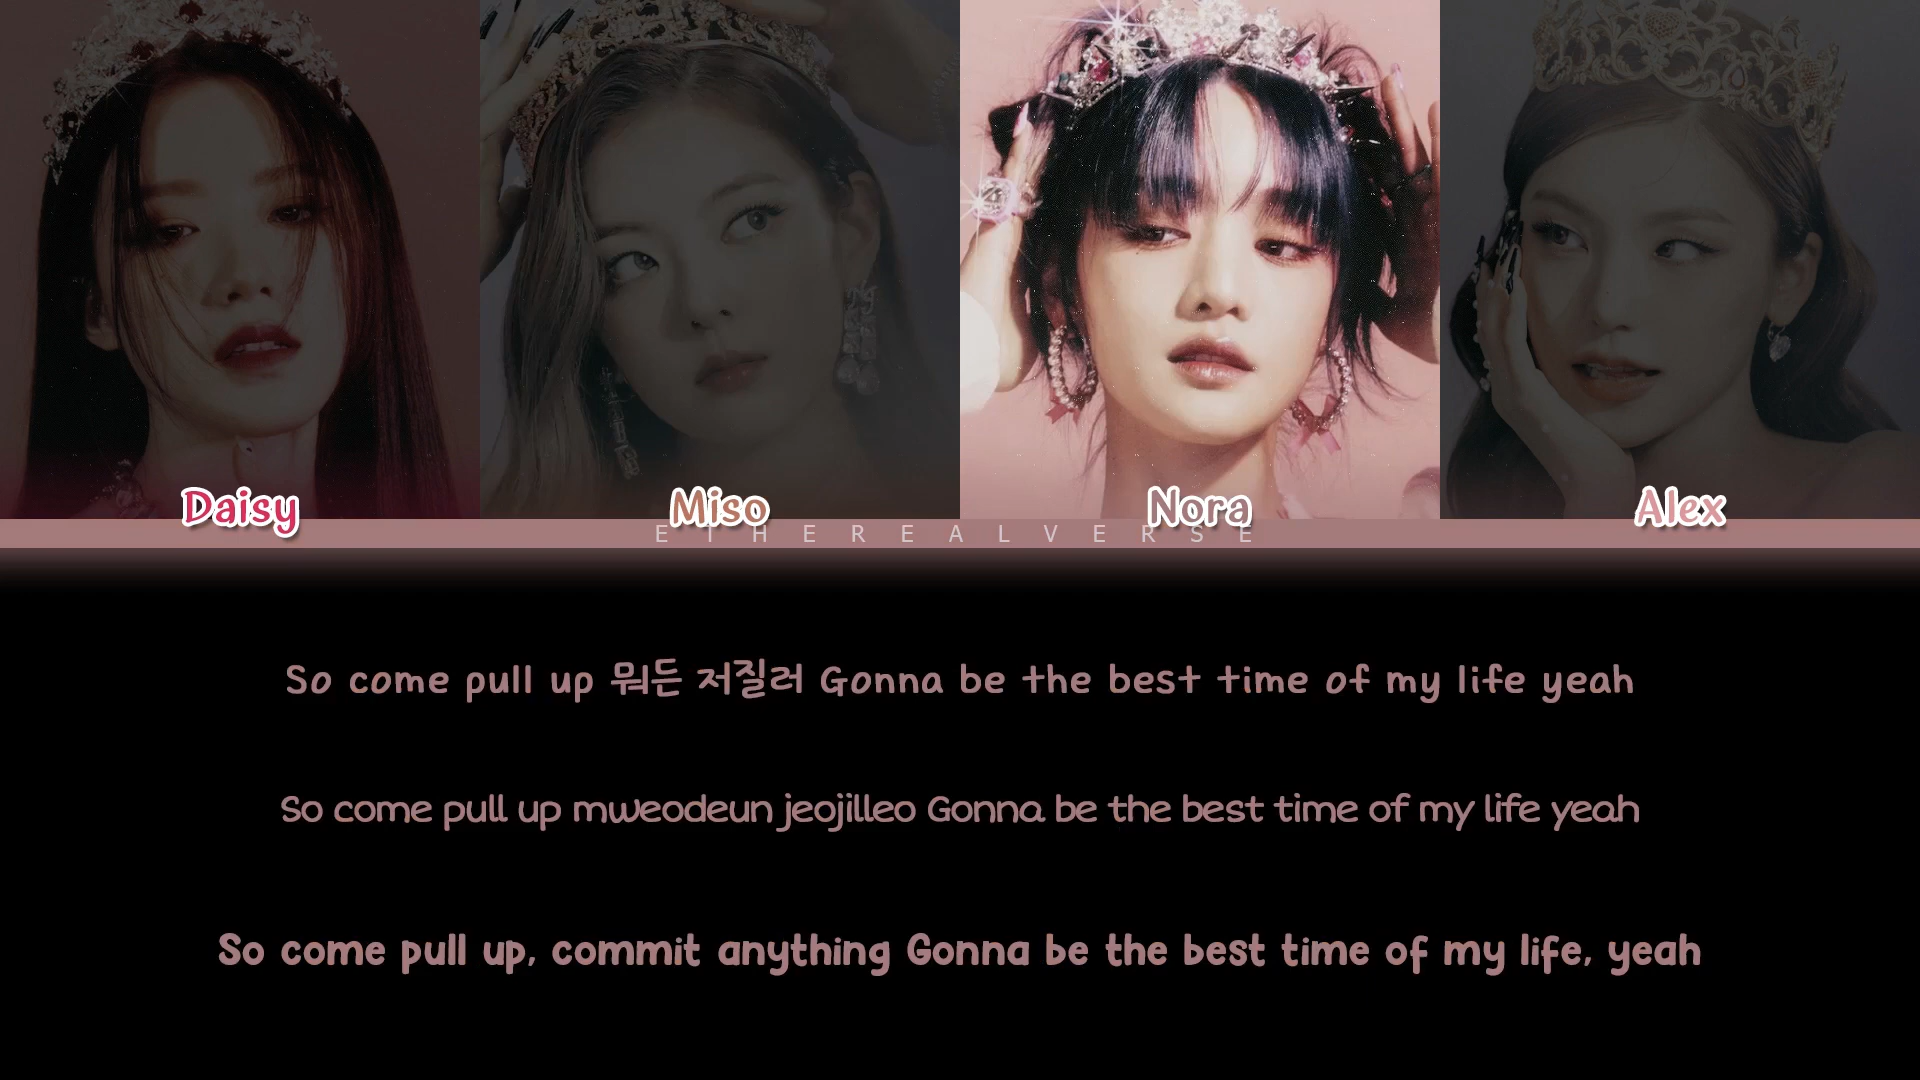 Daisy Miso Nora Alex
ETHEREALVERSE
So come pull up 뭐든 저질러 Gonna be the best time of my life yeah
So come pull up mweodeun jeojilleo Gonna be the best time of my life yeah
So come pull up, commit anything Gonna be the best time of my life, yeah